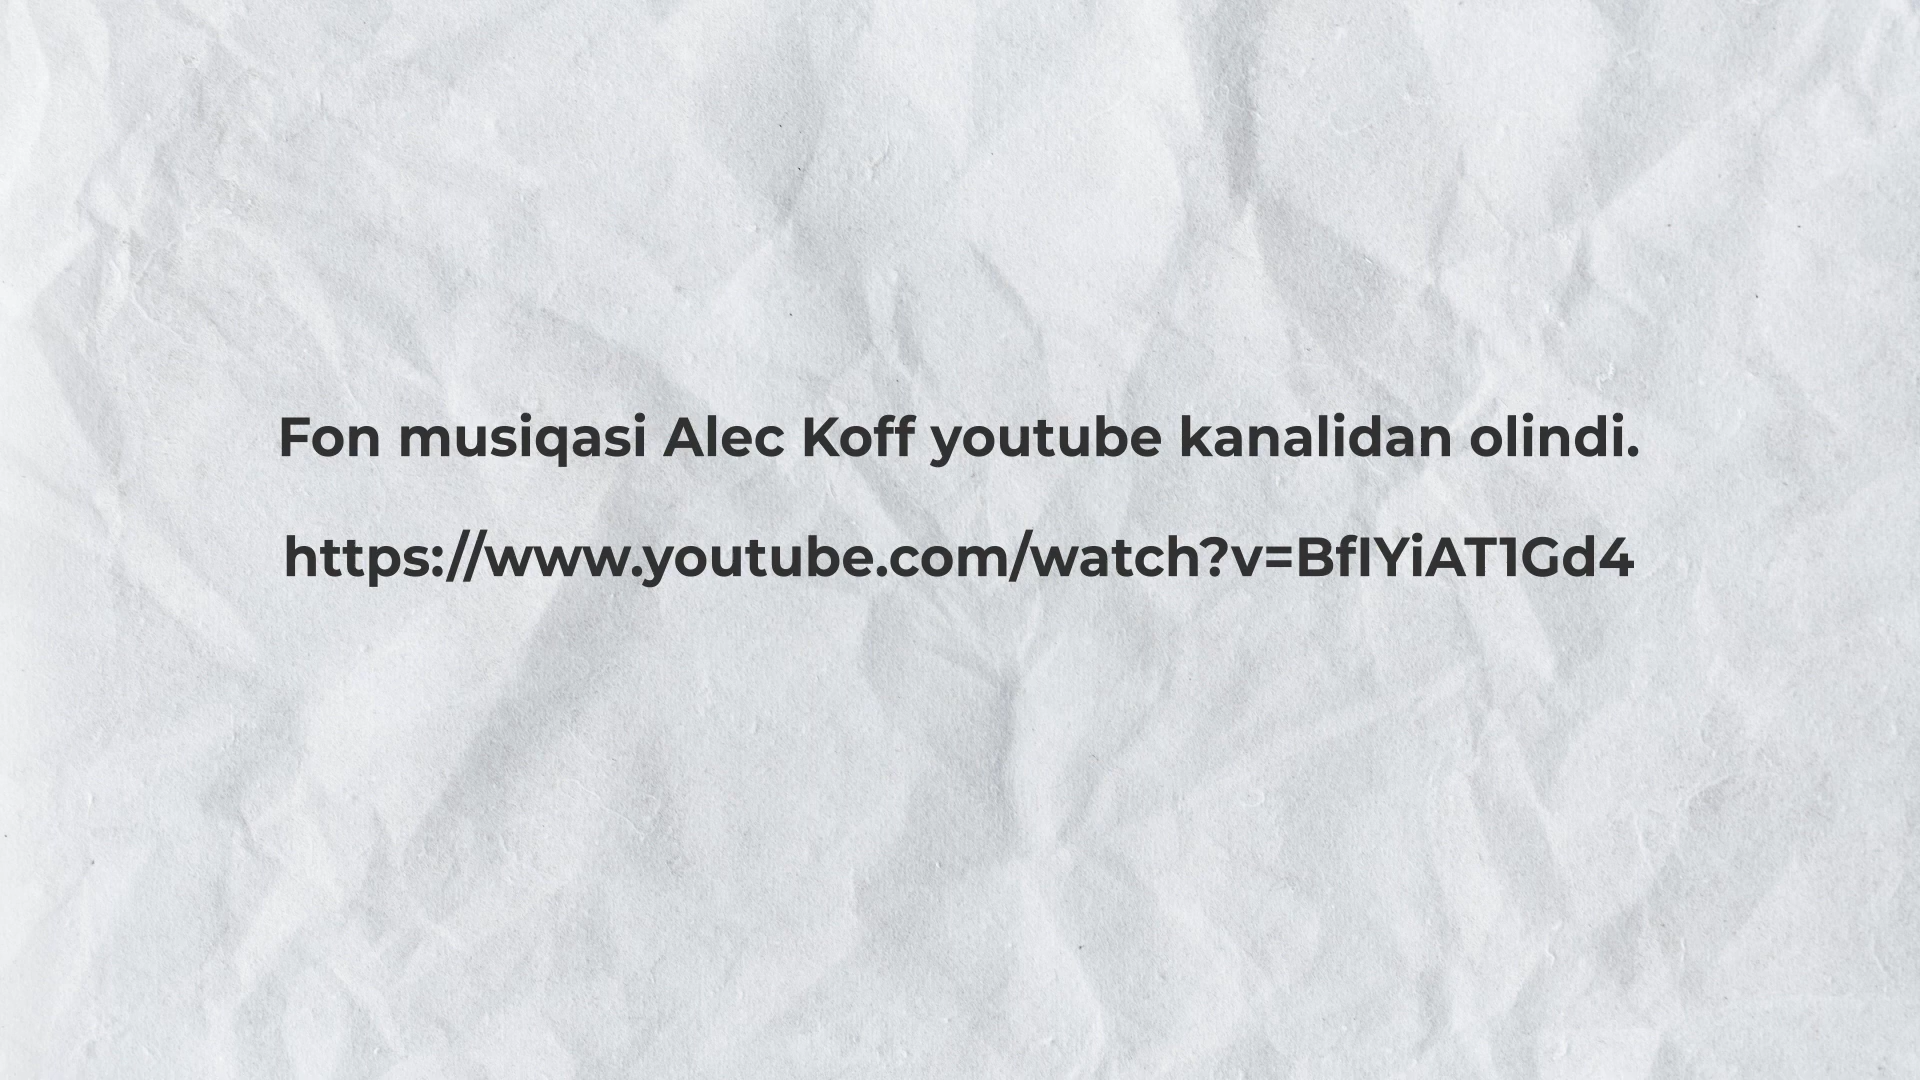 Fon musiqasi Alec Koff youtube kanalidan olindi.
https://www.youtube.com/watch?v=BfIYiAT1Gd4